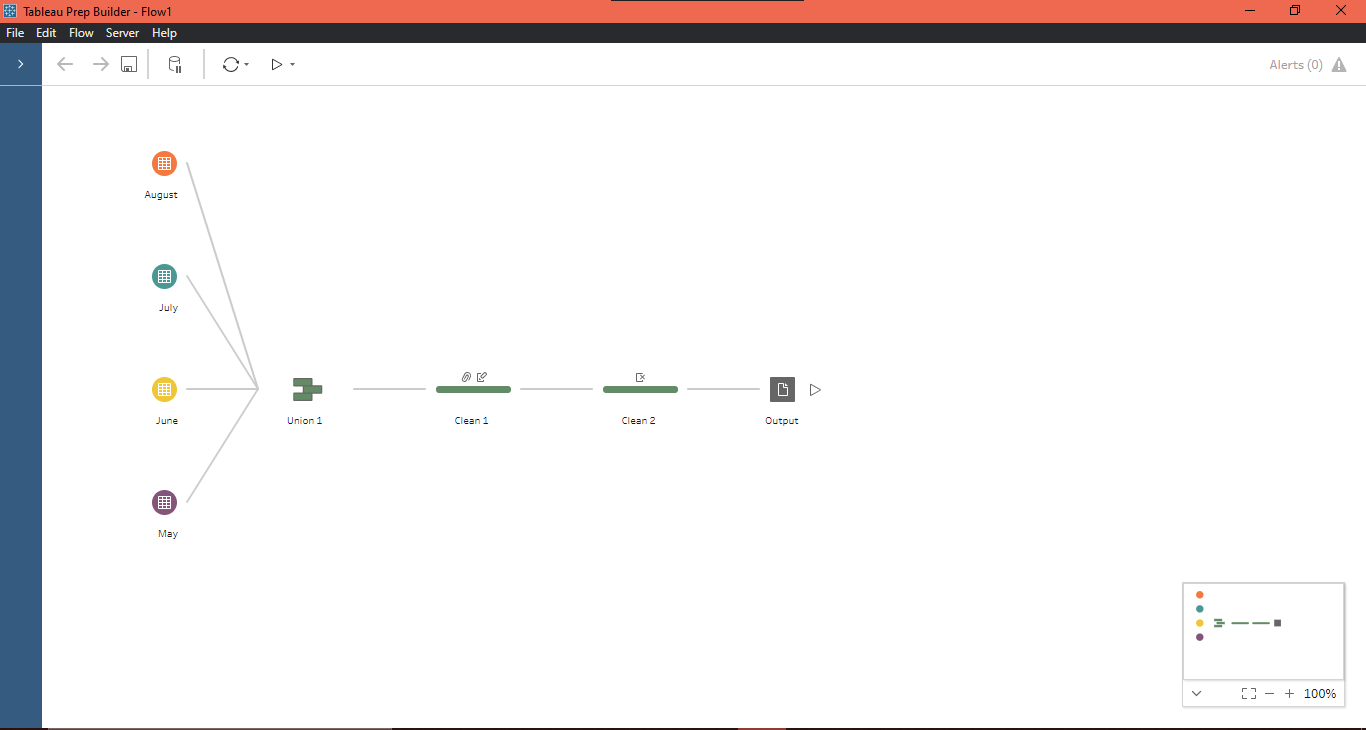 Tableau Prep Builder - Flow1
File Edit Flow Server Help
Alerts (0)
August
July
June
Union 1
Clean 1
Clean 2
Output
May
100%